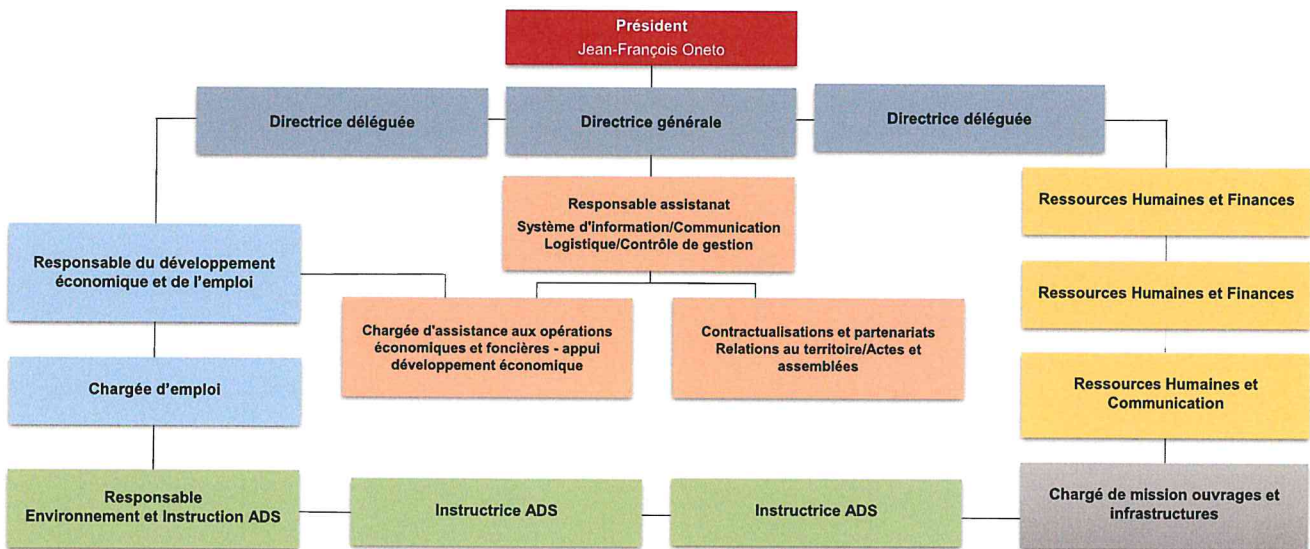 Président
Jean-François Oneto
Directrice déléguée
Directrice générale
Directrice déléguée
Responsable assistanat
Système d'information/Communication
Logistique/Contrôle de gestion
Ressources Humaines et Finances
Responsable du développement
économique et de l'emploi
Ressources Humaines et Finances
Chargée d'assistance aux opérations
économiques et foncières - appui
développement économique
Contractualisations et partenariats
Relations au territoire/Actes et
assemblées
Chargée d'emploi
Ressources Humaines et
Communication
Responsable
Environnement et Instruction ADS
Instructrice ADS
Instructrice ADS
Chargé de mission ouvrages et
infrastructures